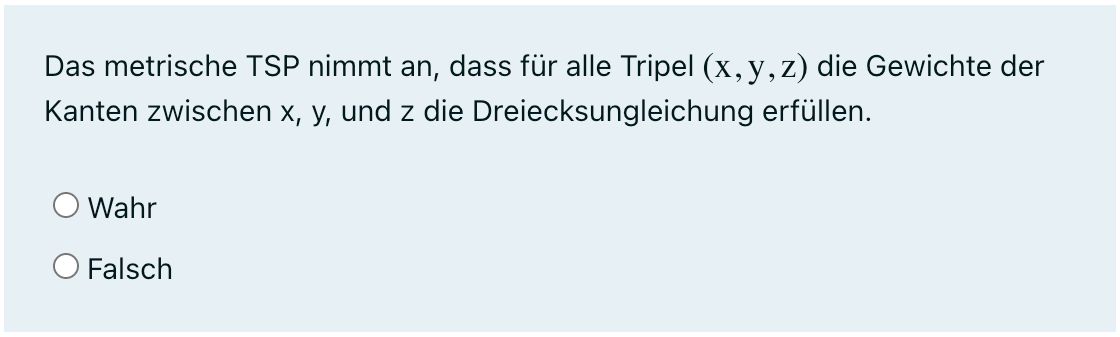 Das metrische TSP nimmt an, dass für alle Tripel (x, y, z) die Gewichte der
Kanten zwischen x, y, und z die Dreiecksungleichung erfüllen.
Wahr
Falsch